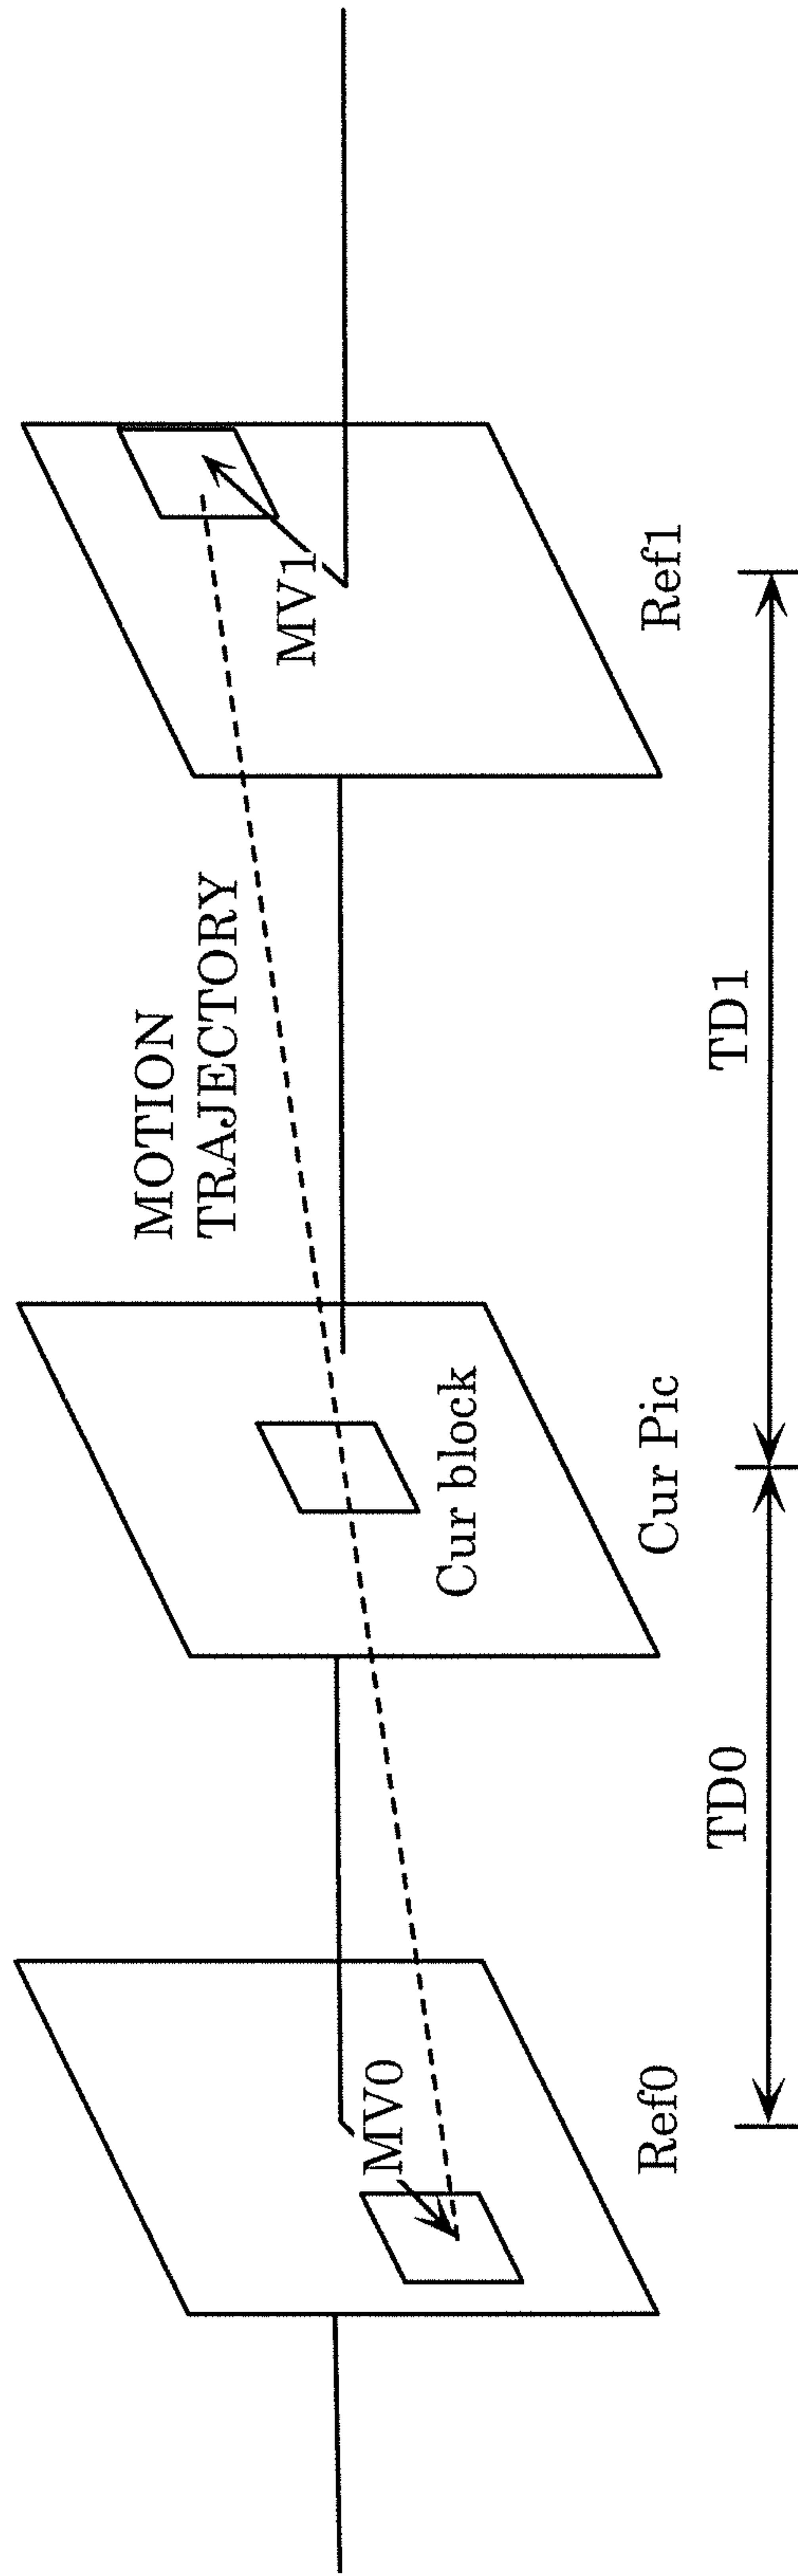 MOTION
TRAJECTORY
MV0
MV1
Cur block
Ref0
Cur Pic
Ref1
TD0
TD1